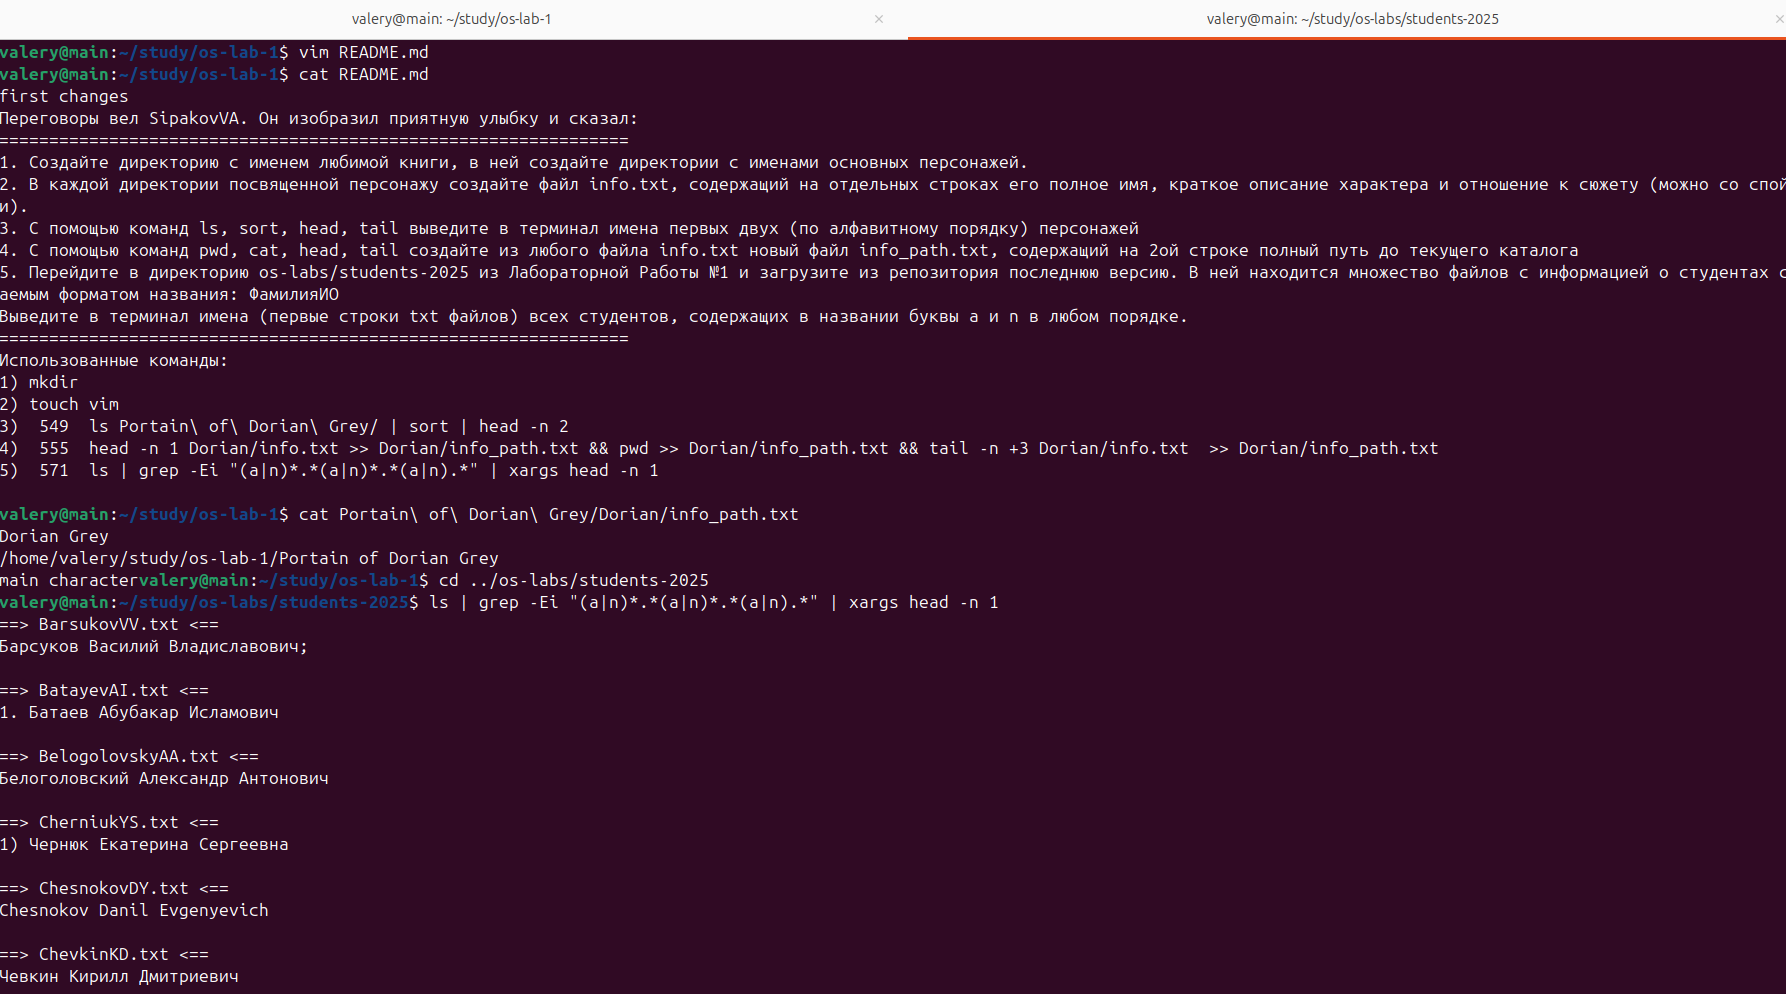 valery@main: ~/study/os-lab-1 ×
valery@main: ~/study/os-labs/students-2025 ×
valery@main:~/study/os-lab-1$ vim README.md
valery@main:~/study/os-lab-1$ cat README.md
first changes
Переговоры вел SipakovVA. Он изобразил приятную улыбку и сказал:
===============================================================
1. Создайте директорию с именем любимой книги, в ней создайте директории с именами основных персонажей.
2. В каждой директории посвященной персонажу создайте файл info.txt, содержащий на отдельных строках его полное имя, краткое описание характера и отношение к сюжету (можно со спой
и).
3. С помощью команд ls, sort, head, tail выведите в терминал имена первых двух (по алфавитному порядку) персонажей
4. С помощью команд pwd, cat, head, tail создайте из любого файла info.txt новый файл info_path.txt, содержащий на 2ой строке полный путь до текущего каталога
5. Перейдите в директорию os-labs/students-2025 из Лабораторной Работы №1 и загрузите из репозитория последнюю версию. В ней находится множество файлов с информацией о студентах с
аемым форматом названия: ФамилияИО
Выведите в терминал имена (первые строки txt файлов) всех студентов, содержащих в названии буквы a и n в любом порядке.
===============================================================
Использованные команды:
1) mkdir
2) touch vim
3)  549  ls Portain\ of\ Dorian\ Grey/ | sort | head -n 2
4)  555  head -n 1 Dorian/info.txt >> Dorian/info_path.txt && pwd >> Dorian/info_path.txt && tail -n +3 Dorian/info.txt  >> Dorian/info_path.txt
5)  571  ls | grep -Ei "(a|n)*.*(a|n)*.*(a|n).*" | xargs head -n 1
valery@main:~/study/os-lab-1$ cat Portain\ of\ Dorian\ Grey/Dorian/info_path.txt
Dorian Grey
/home/valery/study/os-lab-1/Portain of Dorian Grey
main charactervalery@main:~/study/os-lab-1$ cd ../os-labs/students-2025
valery@main:~/study/os-labs/students-2025$ ls | grep -Ei "(a|n)*.*(a|n)*.*(a|n).*" | xargs head -n 1
==> BarsukovVV.txt <==
Барсуков Василий Владиславович;
==> BatayevAI.txt <==
1. Батаев Абубакар Исламович
==> BelogolovskyAA.txt <==
Белоголовский Александр Антонович
==> CherniukYS.txt <==
1) Чернюк Екатерина Сергеевна
==> ChesnokovDY.txt <==
Chesnokov Danil Evgenyevich
==> ChevkinKD.txt <==
Чевкин Кирилл Дмитриевич